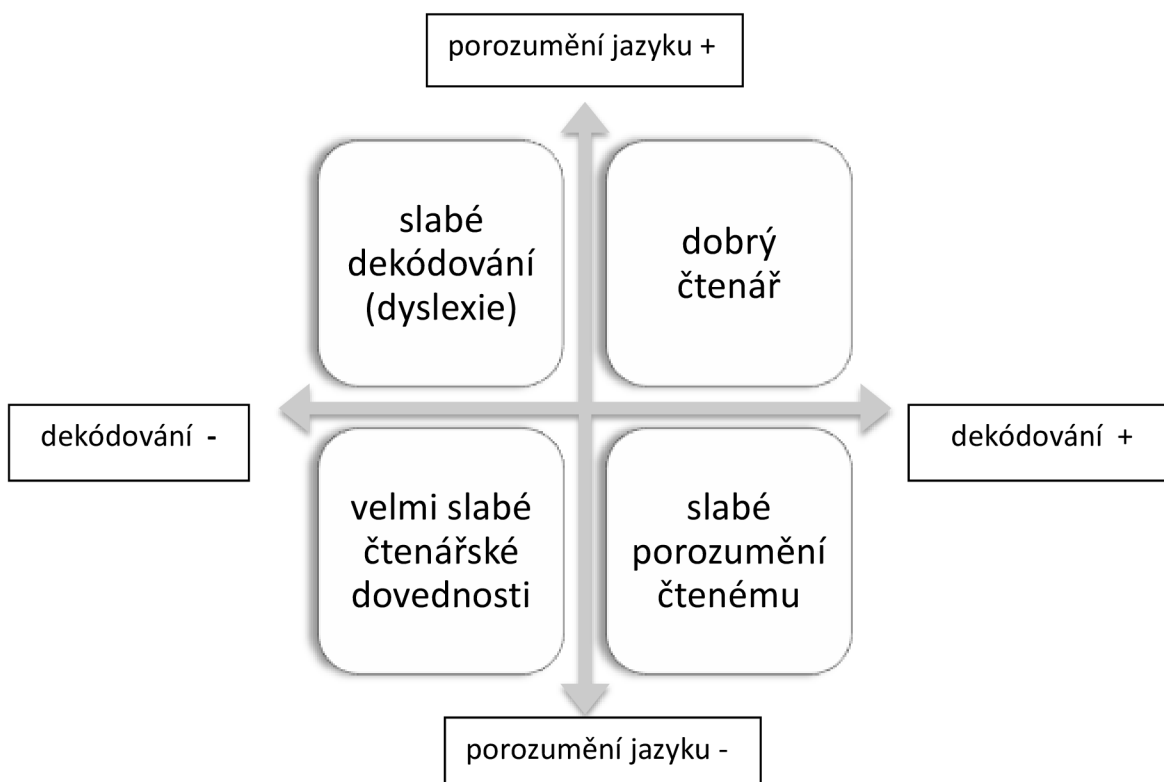 porozumění jazyku +
slabé
dekódování
(dyslexie)
dobrý
čtenář
dekódování -
dekódování +
velmi slabé
čtenářské
dovednosti
slabé
porozumění
čtenému
porozumění jazyku -